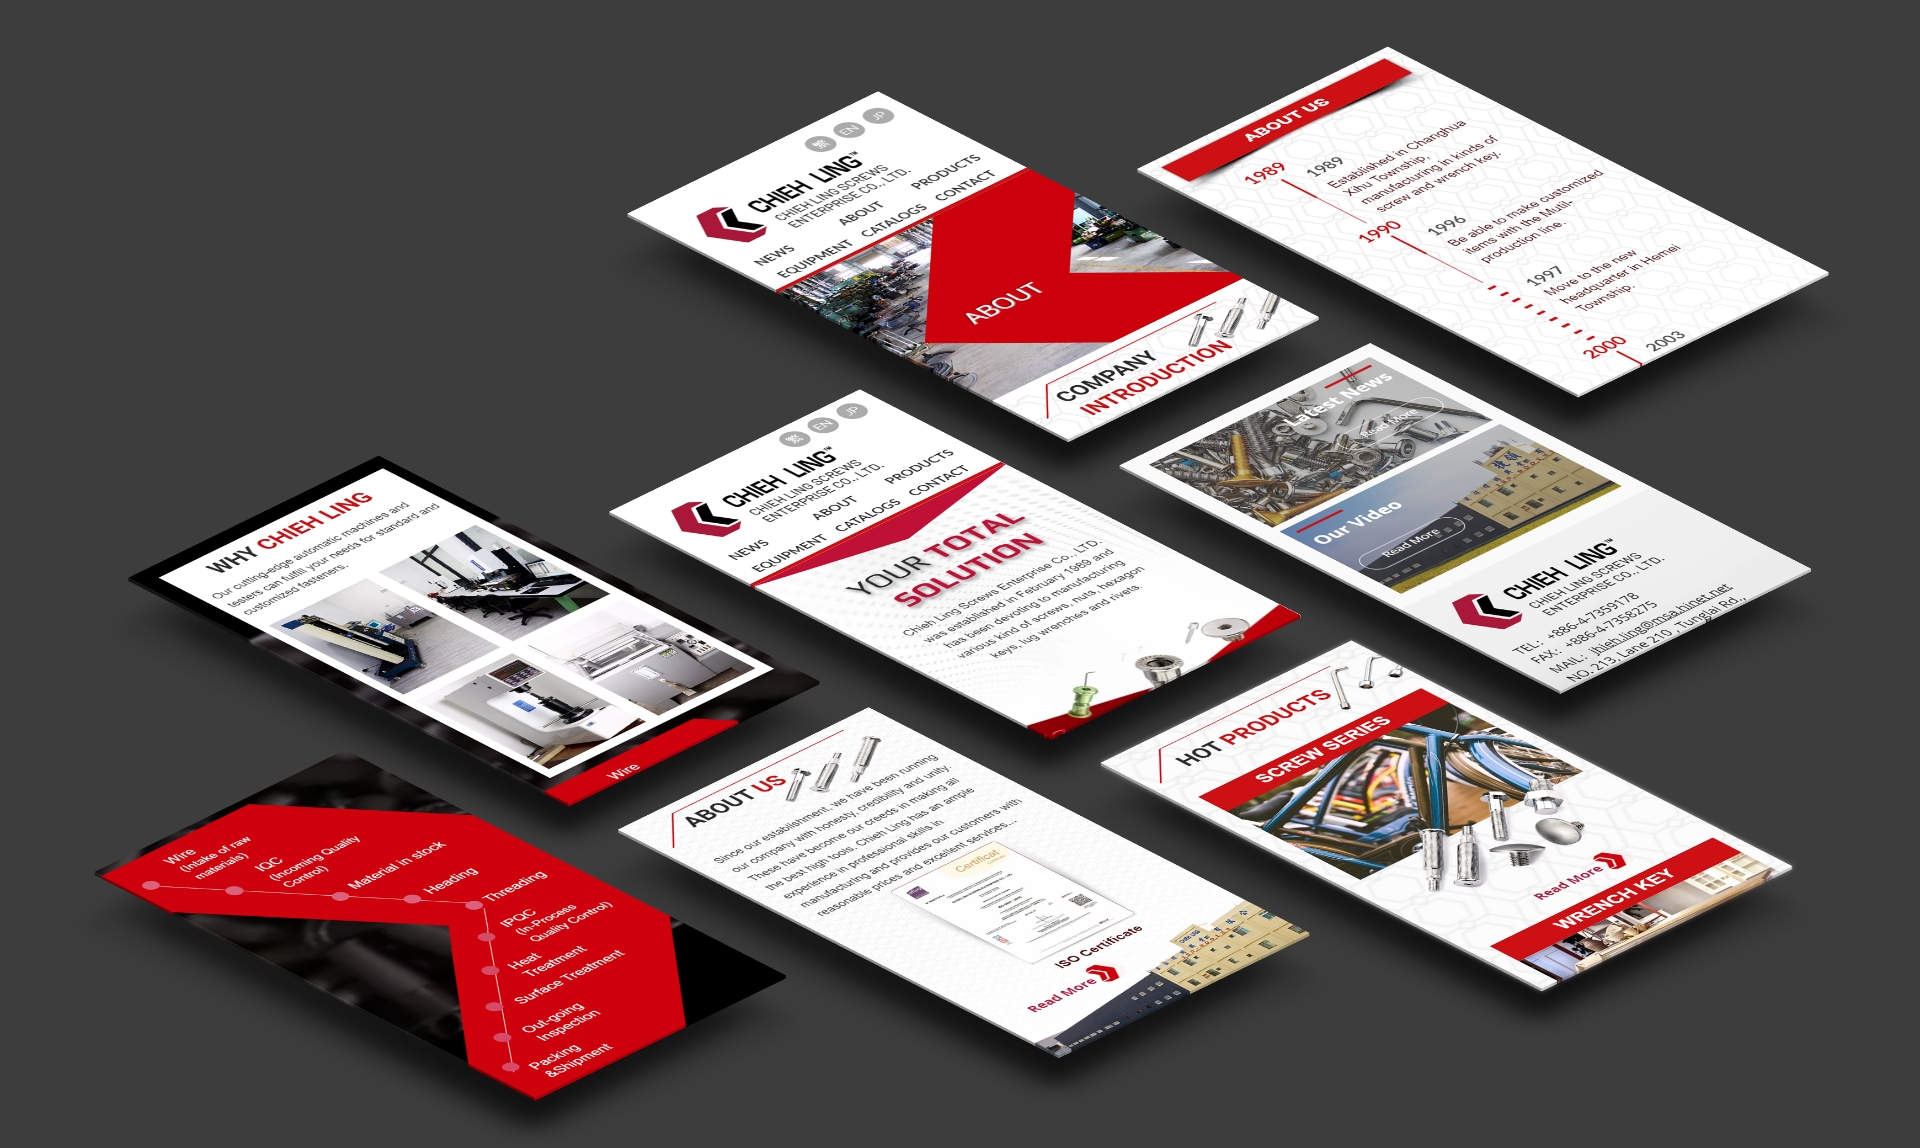 EN
JP
CHIEH LING™
CHIEH LING SCREWS
ENTERPRISE CO., LTD.
NEWS
ABOUT
PRODUCTS
EQUIPMENT
CATALOGS
CONTACT
ABOUT
COMPANY
INTRODUCTION
ABOUT US
1989
1989
Established in Changhua
Xihu Township,
manufacturing in kinds of
screw and wrench key.
1990
1996
Be able to make customized
items with the Mutil-
production line.
1997
Move to the new
headquarter in Hemei
Township.
2000
2003
WHY CHIEH LING
Our cutting-edge automatic machines and
testers can fulfill your needs for standard and
customized fasteners.
Wire
EN
JP
CHIEH LING™
CHIEH LING SCREWS
ENTERPRISE CO., LTD.
NEWS
ABOUT
PRODUCTS
EQUIPMENT
CATALOGS
CONTACT
YOUR TOTAL
SOLUTION
Chieh Ling Screws Enterprise Co., LTD.
was established in February 1989 and
has been devoting to manufacturing
various kind of screws, nuts, hexagon
keys, lug wrenches and rivets.
Latest News
Read More
Our Video
Read More
CHIEH LING™
CHIEH LING SCREWS
ENTERPRISE CO., LTD.
TEL: +886-4-7359178
FAX: +886-4-7358275
MAIL: jhieh.ling@msa.hinet.net
NO. 213, Lane 210, Tungtai Rd.,
Wire
(Intake of raw
materials)
IQC
(Incoming Quality
Control)
Material in stock
Heading
Threading
IPQC
(In-Process
Quality Control)
Heat
Treatment
Surface Treatment
Out-going
Inspection
Packing
&Shipment
ABOUT US
Since our establishment, we have been running
our company with honesty, credibility and unity.
These have become our creeds in making all
the best high tools. Chieh Ling has an ample
experience in professional skills in
manufacturing and provides our customers with
reasonable prices and excellent services...
Certificat
ISO Certificate
Read More
HOT PRODUCTS
SCREW SERIES
Read More
WRENCH KEY